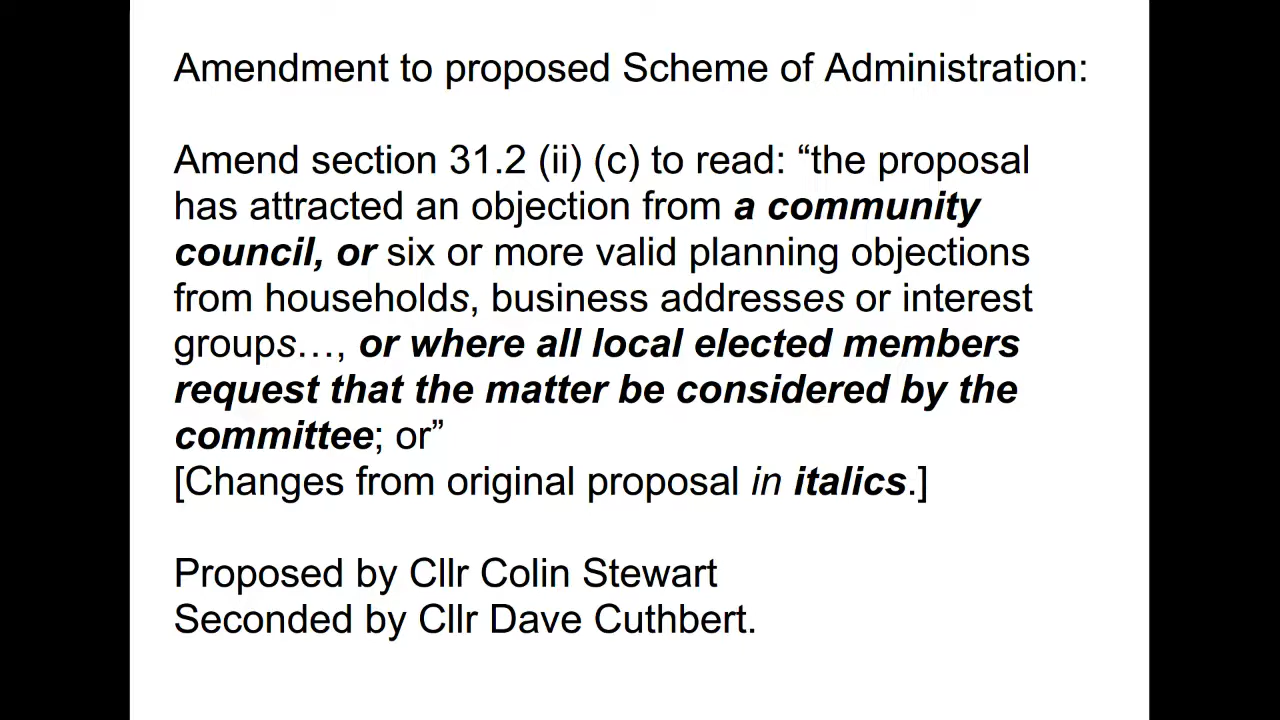 Amendment to proposed Scheme of Administration:
Amend section 31.2 (ii) (c) to read: “the proposal
has attracted an objection from a community
council, or six or more valid planning objections
from households, business addresses or interest
groups…, or where all local elected members
request that the matter be considered by the
committee; or”
[Changes from original proposal in italics.]
Proposed by Cllr Colin Stewart
Seconded by Cllr Dave Cuthbert.